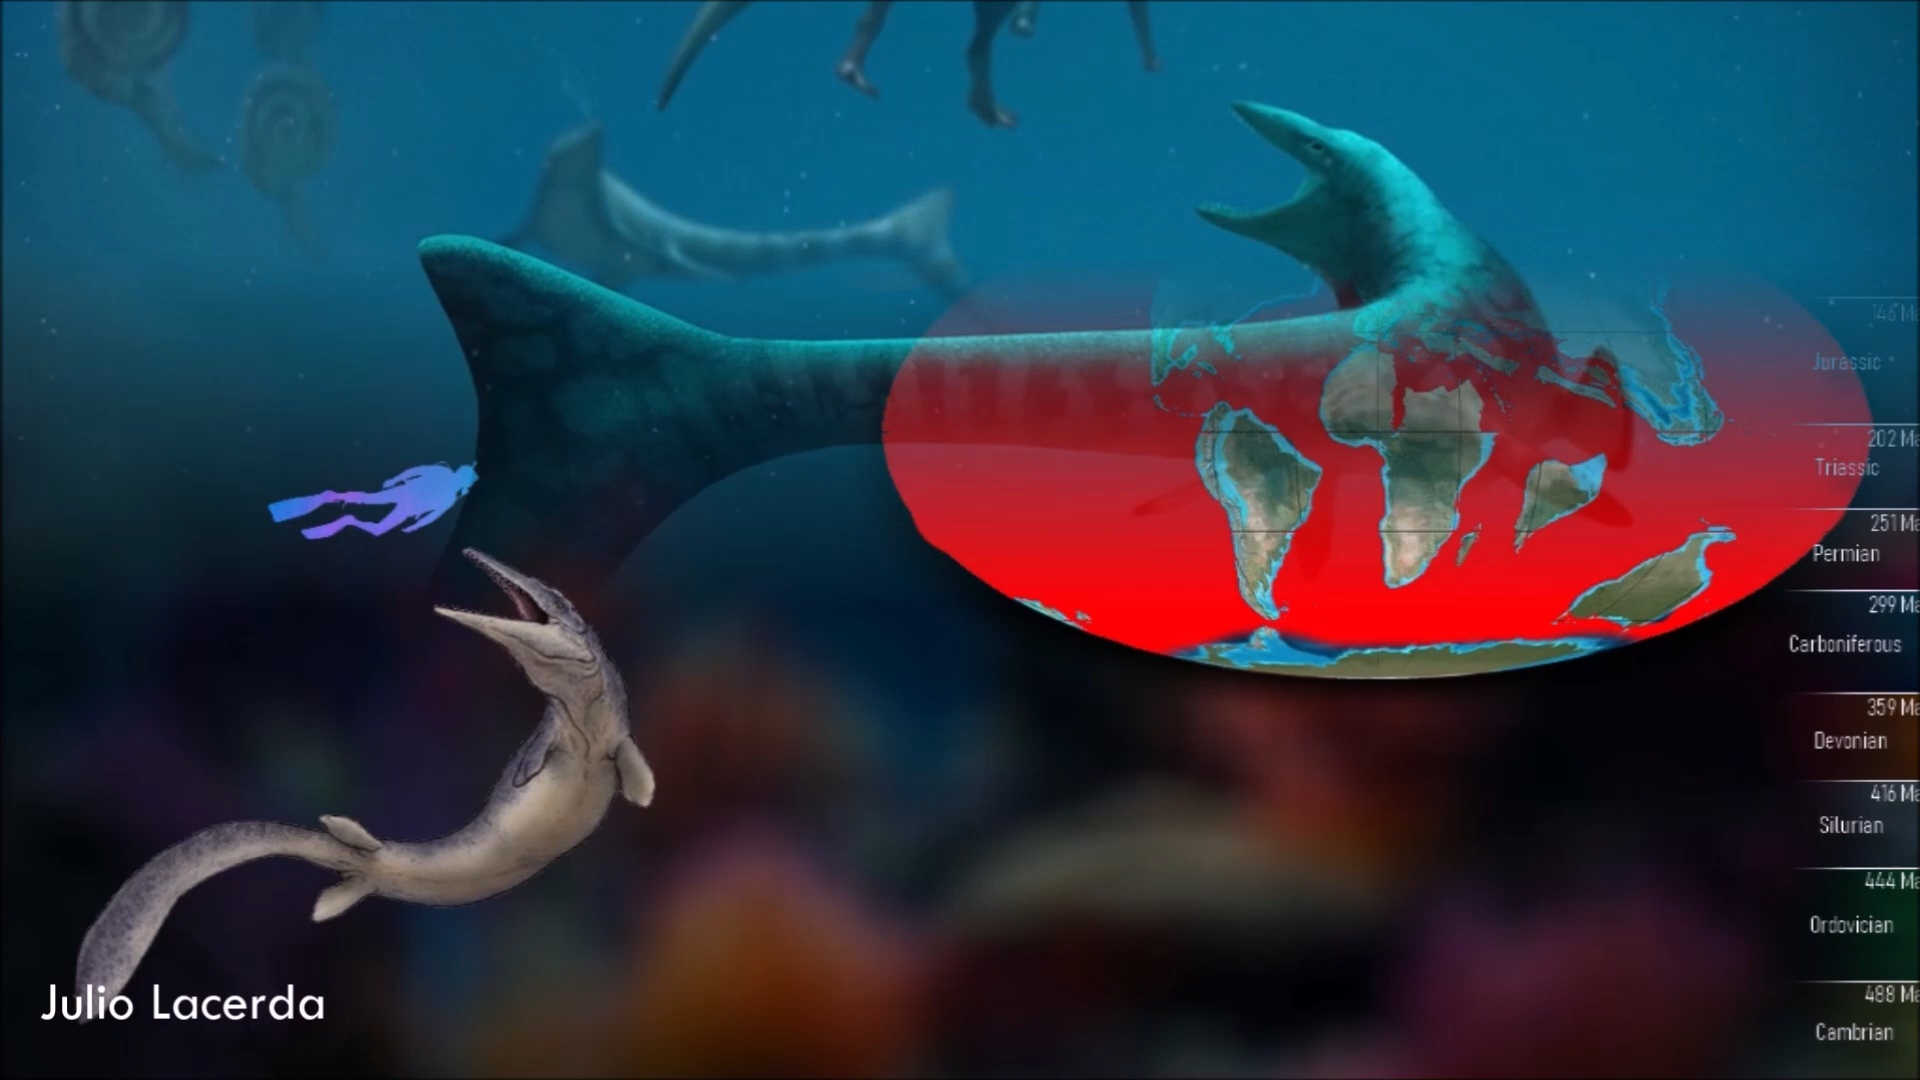 146 Ma
Jurassic
202 Ma
Triassic
251 Ma
Permian
299 Ma
Carboniferous
359 Ma
Devonian
416 Ma
Silurian
444 Ma
Ordovician
488 Ma
Cambrian
Julio Lacerda